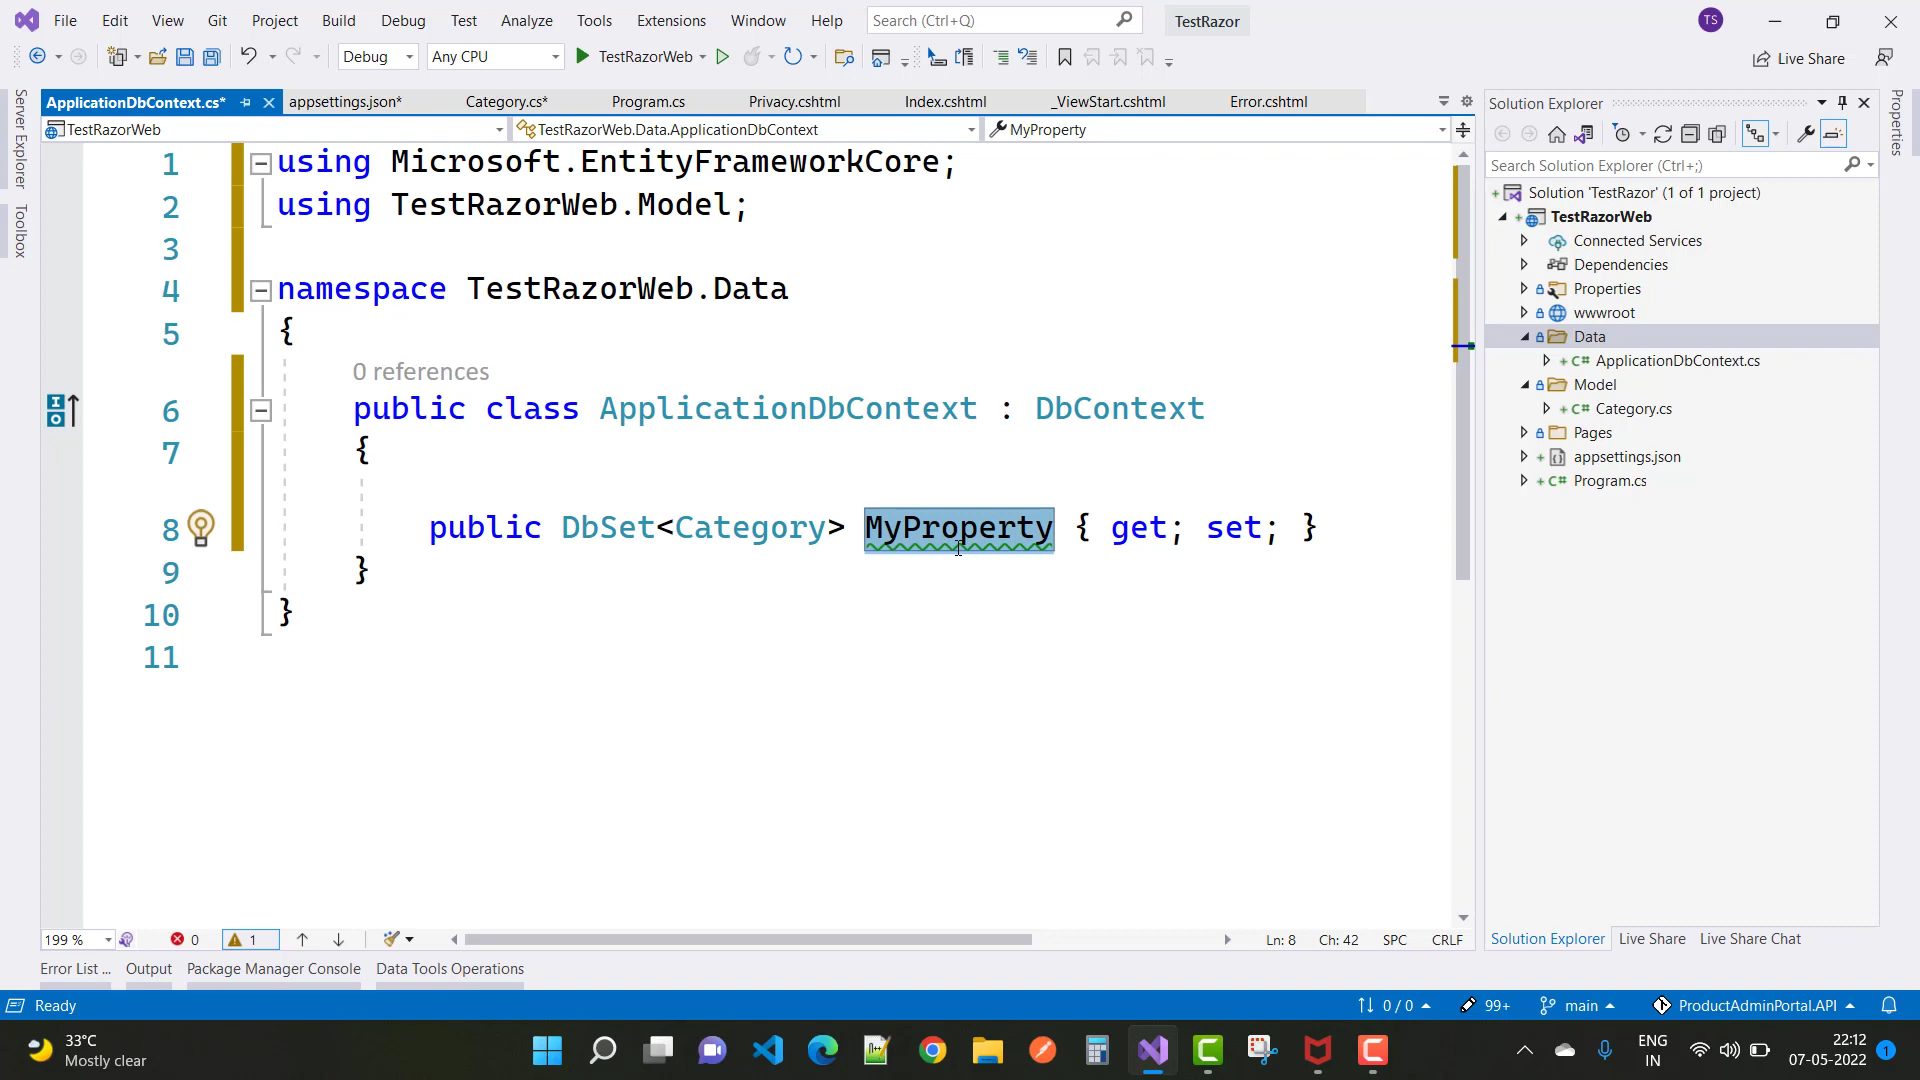 File Edit View Git Project Build Debug Test Analyze Tools Extensions Window Help Search (Ctrl+Q) TestRazor TS
Debug Any CPU TestRazorWeb Live Share
ApplicationDbContext.cs* appsettings.json* Category.cs* Program.cs Privacy.cshtml Index.cshtml _ViewStart.cshtml Error.cshtml
TestRazorWeb TestRazorWeb.Data.ApplicationDbContext MyProperty
Server Explorer
Toolbox
1 using Microsoft.EntityFrameworkCore;
2 using TestRazorWeb.Model;
3
4 namespace TestRazorWeb.Data
5 {
0 references
6 public class ApplicationDbContext : DbContext
7 {
8 public DbSet<Category> MyProperty { get; set; }
9 }
10 }
11
Solution Explorer
Search Solution Explorer (Ctrl+;)
Solution 'TestRazor' (1 of 1 project)
TestRazorWeb
Connected Services
Dependencies
Properties
wwwroot
Data
C# ApplicationDbContext.cs
Model
C# Category.cs
Pages
appsettings.json
C# Program.cs
Properties
199 % 0 1 Ln: 8 Ch: 42 SPC CRLF
Solution Explorer Live Share Live Share Chat
Error List ... Output Package Manager Console Data Tools Operations
Ready 0 / 0 99+ main ProductAdminPortal.API
33°C
Mostly clear
ENG
IN
22:12
07-05-2022
1